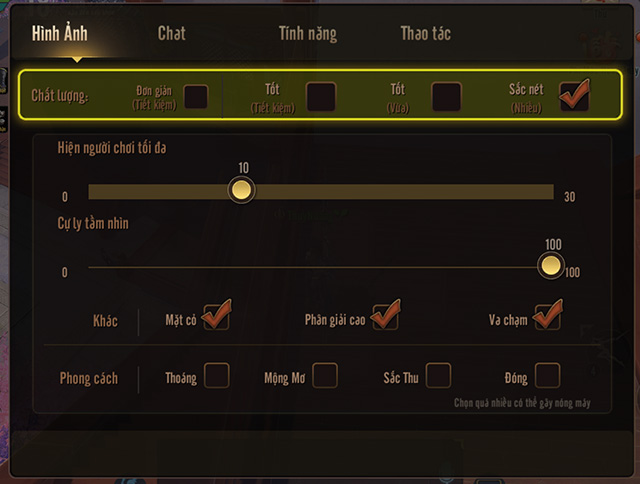 Hình Ảnh Chat Tính năng Thao tác
Chất lượng: Đơn giản Tốt Tốt Sắc nét
(Tiết kiệm) (Tiết kiệm) (Vừa) (Nhiều)
Hiện người chơi tối đa
10
0 30
Cự ly tầm nhìn
100
0 100
Khác Mặt cỏ Phân giải cao Va chạm
Phong cách Thoáng Mộng Mơ Sắc Thu Đông
Chọn quá nhiều có thể gây nóng máy